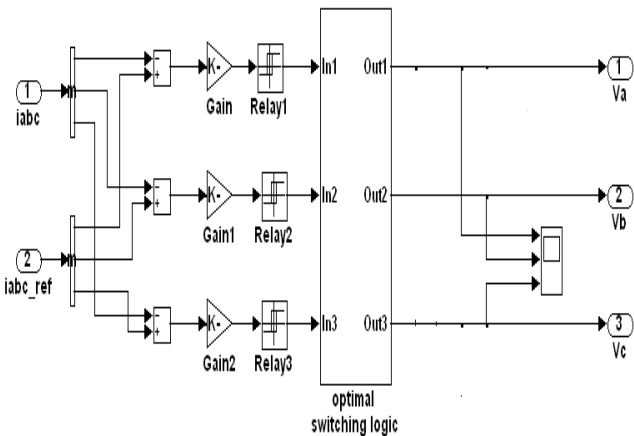 1
iabc
m
2
iabc_ref
m
-
+
-
+
-
+
K-
Gain
K-
Gain1
K-
Gain2
Relay1
Relay2
Relay3
In1
In2
In3
Out1
Out2
Out3
optimal
switching logic
1
Va
2
Vb
3
Vc